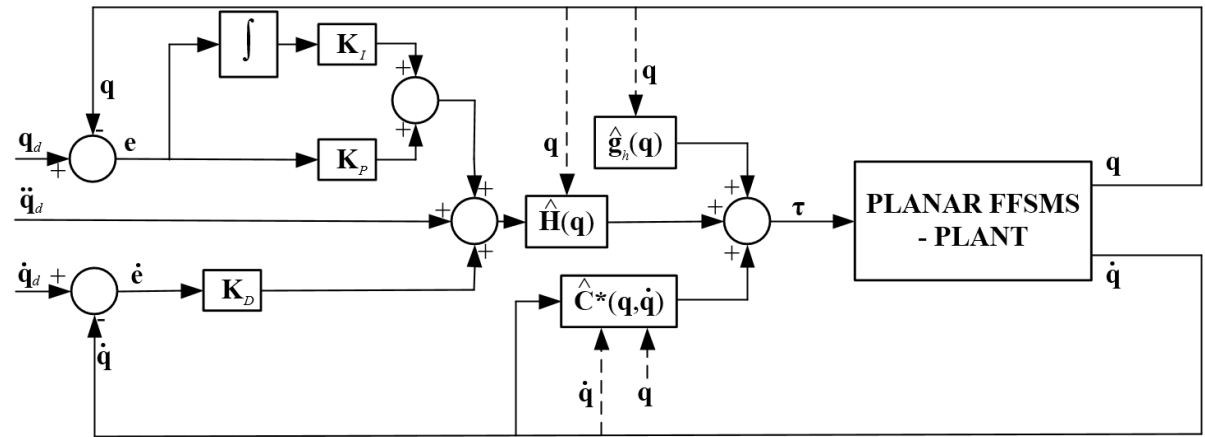 ∫
K_I
+
q
q
q
-
+
ĝ_h(q)
q_d
e
K_P
+
q
+
+
q̈_d
+
Ĥ(q)
+
+
τ
PLANAR FFSMS
- PLANT
q
q̇_d
+
ė
K_D
+
Ĉ*(q,q̇)
+
q̇
-
q̇
q̇
q